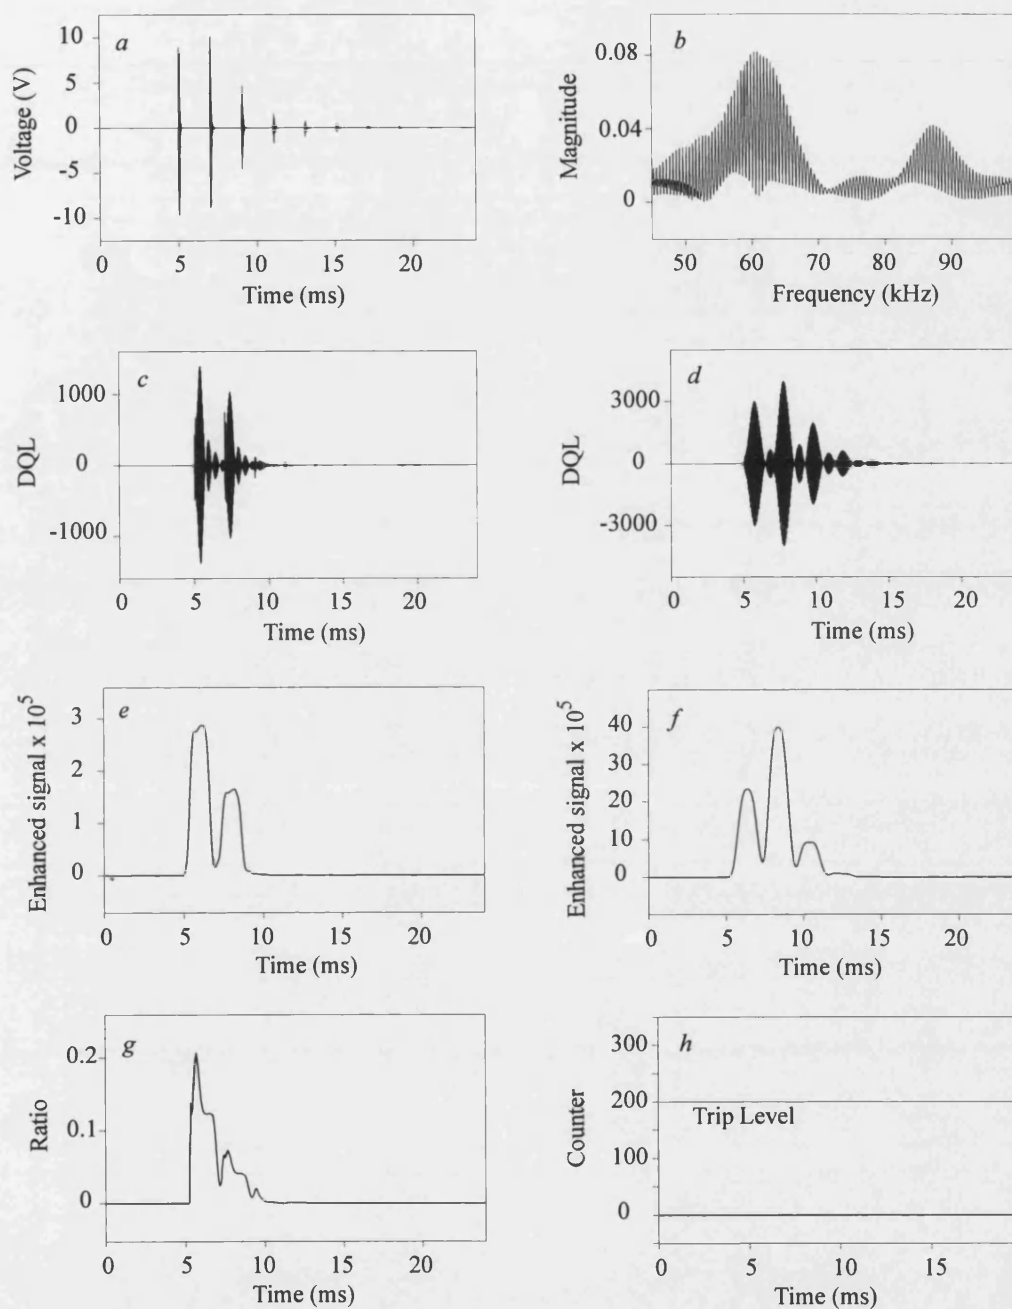 a
Voltage (V)
10
5
0
-5
-10
0 5 10 15 20
Time (ms)
b
Magnitude
0.08
0.04
0
50 60 70 80 90
Frequency (kHz)
c
DQL
1000
0
-1000
0 5 10 15 20
Time (ms)
d
DQL
3000
0
-3000
0 5 10 15 20
Time (ms)
e
Enhanced signal x 10^5
3
2
1
0
0 5 10 15 20
Time (ms)
f
Enhanced signal x 10^5
40
30
20
10
0
0 5 10 15 20
Time (ms)
g
Ratio
0.2
0.1
0
0 5 10 15 20
Time (ms)
h
Counter
300
200
Trip Level
100
0
0 5 10 15
Time (ms)